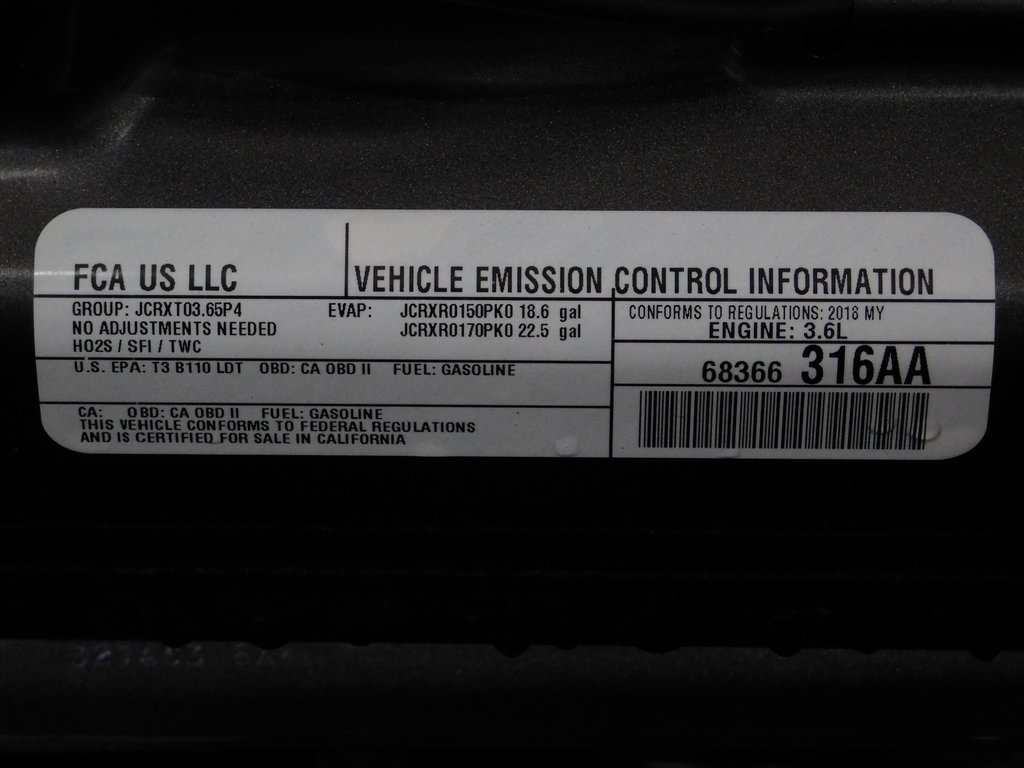 FCA US LLC
VEHICLE EMISSION CONTROL INFORMATION
GROUP: JCRXT03.65P4
NO ADJUSTMENTS NEEDED
HO2S / SFI / TWC
EVAP: JCRXR0150PK0 18.6 gal
JCRXR0170PK0 22.5 gal
U.S. EPA: T3 B110 LDT OBD: CA OBD II FUEL: GASOLINE
CA: OBD: CA OBD II FUEL: GASOLINE
THIS VEHICLE CONFORMS TO FEDERAL REGULATIONS
AND IS CERTIFIED FOR SALE IN CALIFORNIA
CONFORMS TO REGULATIONS: 2018 MY
ENGINE: 3.6L
68366 316AA